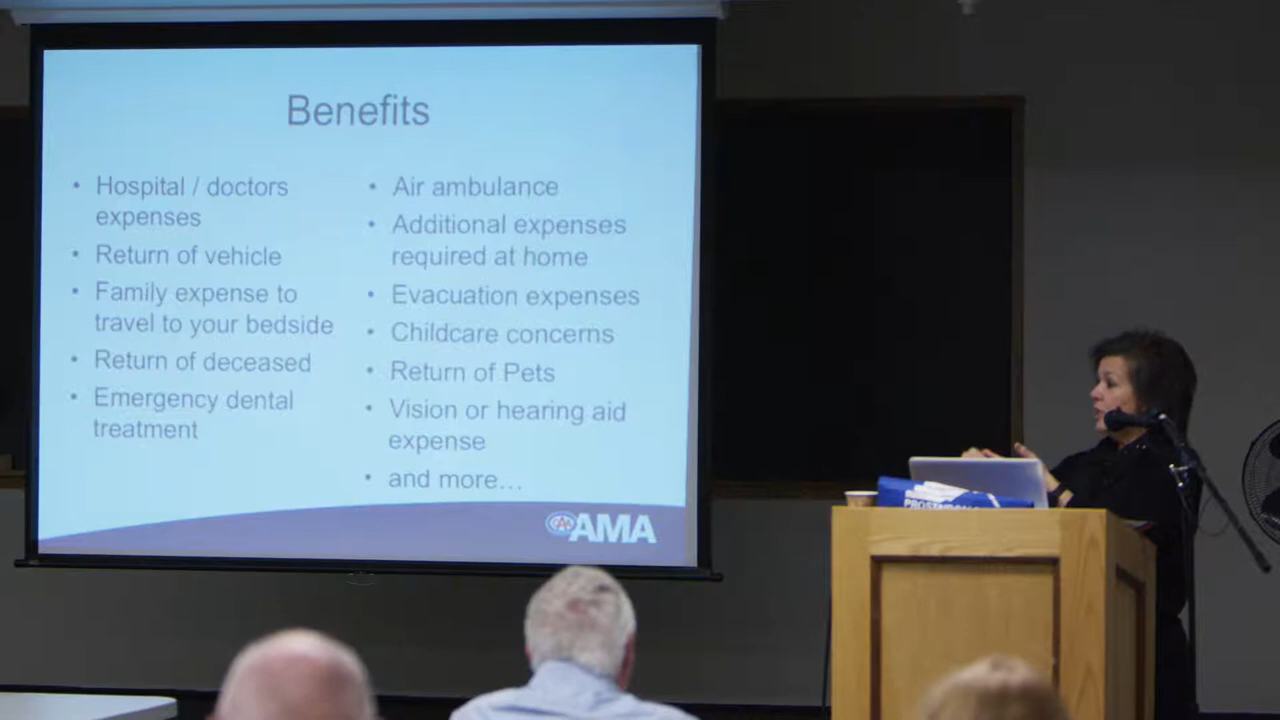 Benefits
• Hospital / doctors
expenses
• Return of vehicle
• Family expense to
travel to your bedside
• Return of deceased
• Emergency dental
treatment
• Air ambulance
• Additional expenses
required at home
• Evacuation expenses
• Childcare concerns
• Return of Pets
• Vision or hearing aid
expense
• and more...
CAA AMA